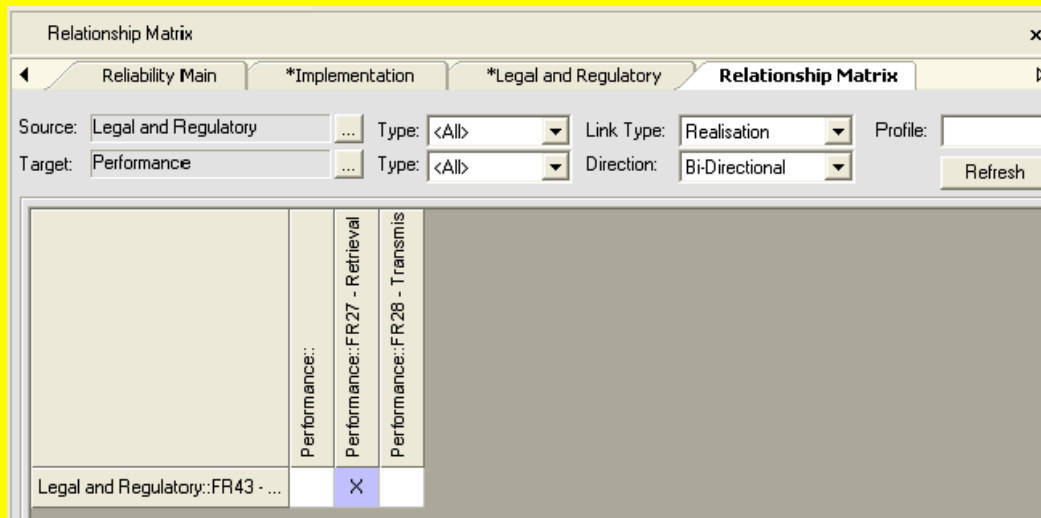 Relationship Matrix
Reliability Main *Implementation *Legal and Regulatory Relationship Matrix
Source: Legal and Regulatory ... Type: <All> Link Type: Realisation Profile:
Target: Performance ... Type: <All> Direction: Bi-Directional
Refresh
Performance::
Performance::FR27 - Retrieval
Performance::FR28 - Transmis
Legal and Regulatory::FR43 - ... X